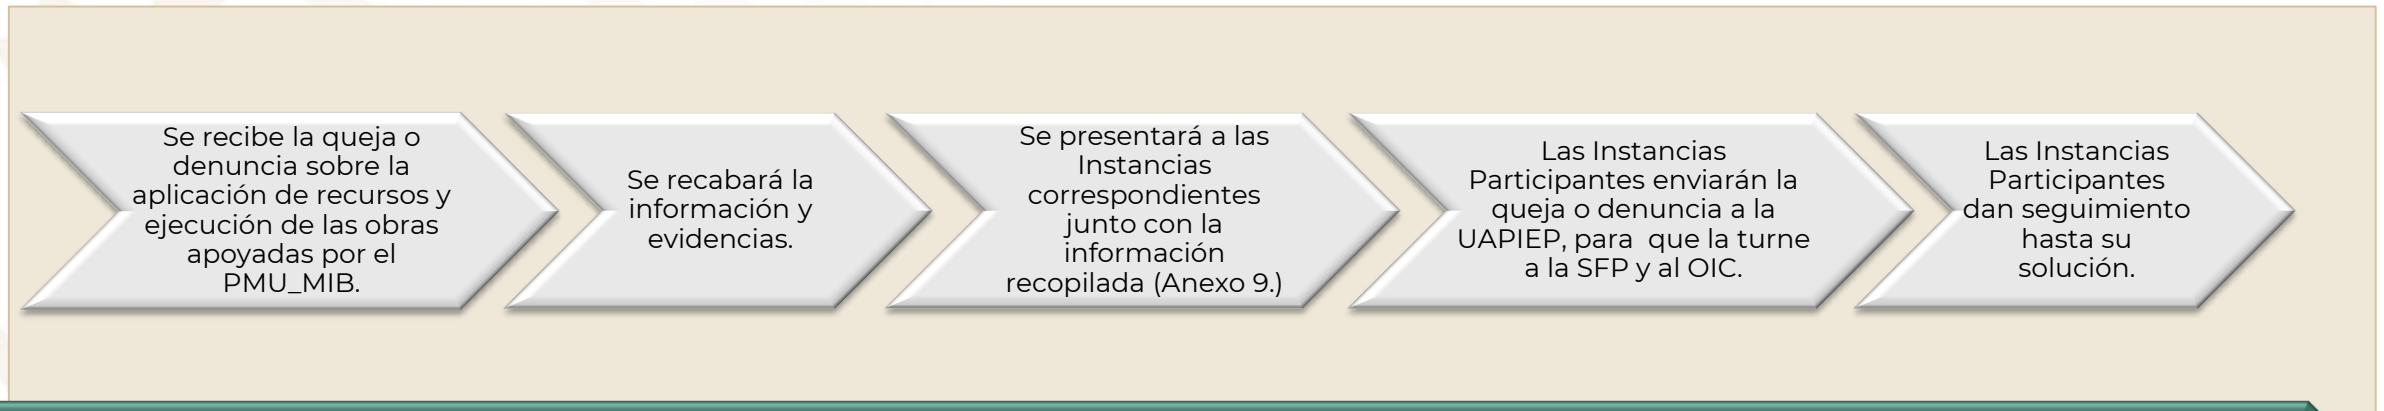 Se recibe la queja o
denuncia sobre la
aplicación de recursos y
ejecución de las obras
apoyadas por el
PMU_MIB.
Se recabará la
información y
evidencias.
Se presentará a las
Instancias
correspondientes
junto con la
información
recopilada (Anexo 9.)
Las Instancias
Participantes enviarán la
queja o denuncia a la
UAPIEP, para  que la turne
a la SFP y al OIC.
Las Instancias
Participantes
dan seguimiento
hasta su
solución.